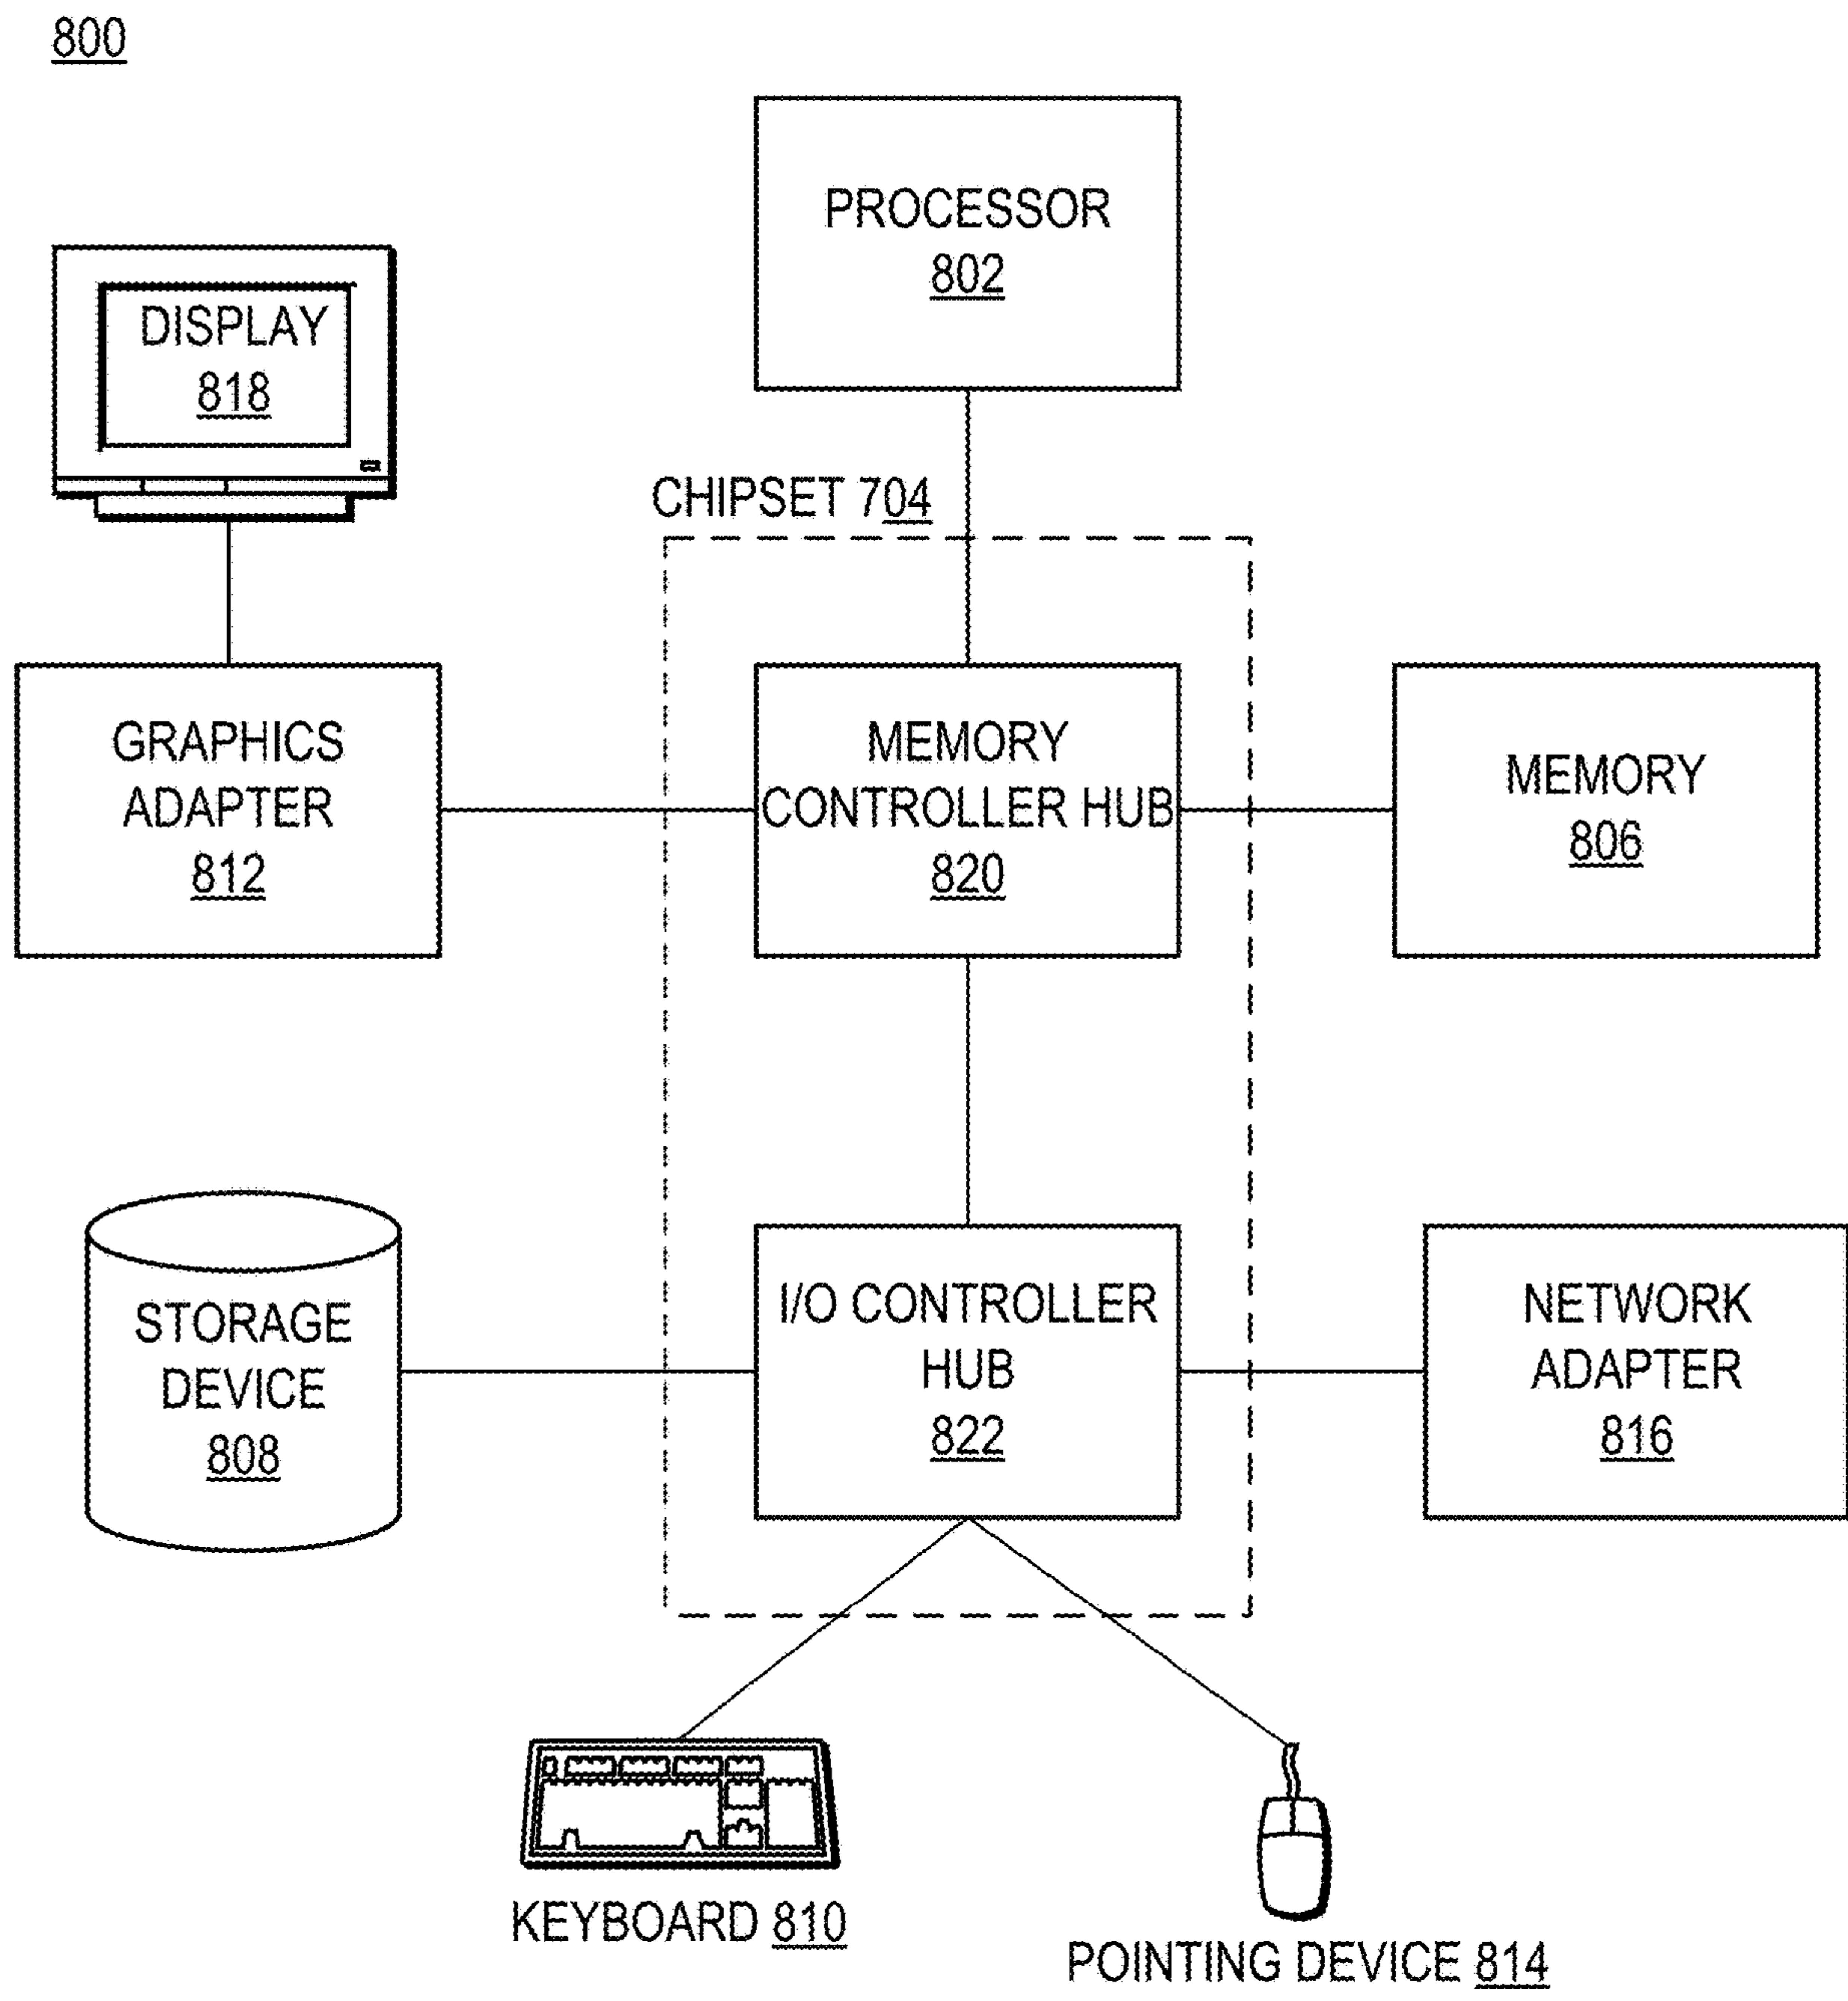 800
PROCESSOR
802
DISPLAY
818
CHIPSET 704
GRAPHICS
ADAPTER
812
MEMORY
CONTROLLER HUB
820
MEMORY
806
STORAGE
DEVICE
808
I/O CONTROLLER
HUB
822
NETWORK
ADAPTER
816
KEYBOARD 810
POINTING DEVICE 814